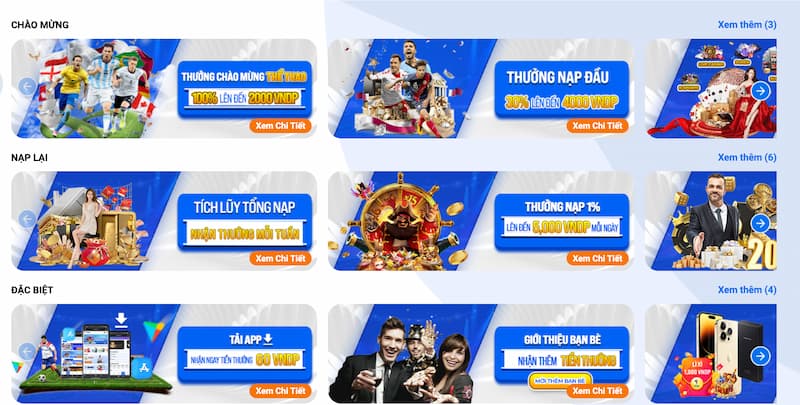 CHÀO MỪNG
Xem thêm (3)
THƯỞNG CHÀO MỪNG THỂ THAO
100% LÊN ĐẾN 2000 VNDP
Xem Chi Tiết
THƯỞNG NẠP ĐẦU
30% LÊN ĐẾN 4000 VNDP
Xem Chi Tiết
NẠP LẠI
Xem thêm (6)
TÍCH LŨY TỔNG NẠP
NHẬN THƯỞNG MỖI TUẦN
Xem Chi Tiết
THƯỞNG NẠP 1%
LÊN ĐẾN 5,000 VNDP MỖI NGÀY
Xem Chi Tiết
20
ĐẶC BIỆT
Xem thêm (4)
TẢI APP
NHẬN NGAY TIỀN THƯỞNG 60 VNDP
Xem Chi Tiết
GIỚI THIỆU BẠN BÈ
NHẬN THÊM TIỀN THƯỞNG
MỜI THÊM BẠN BÈ
Xem Chi Tiết
LÌ XÌ